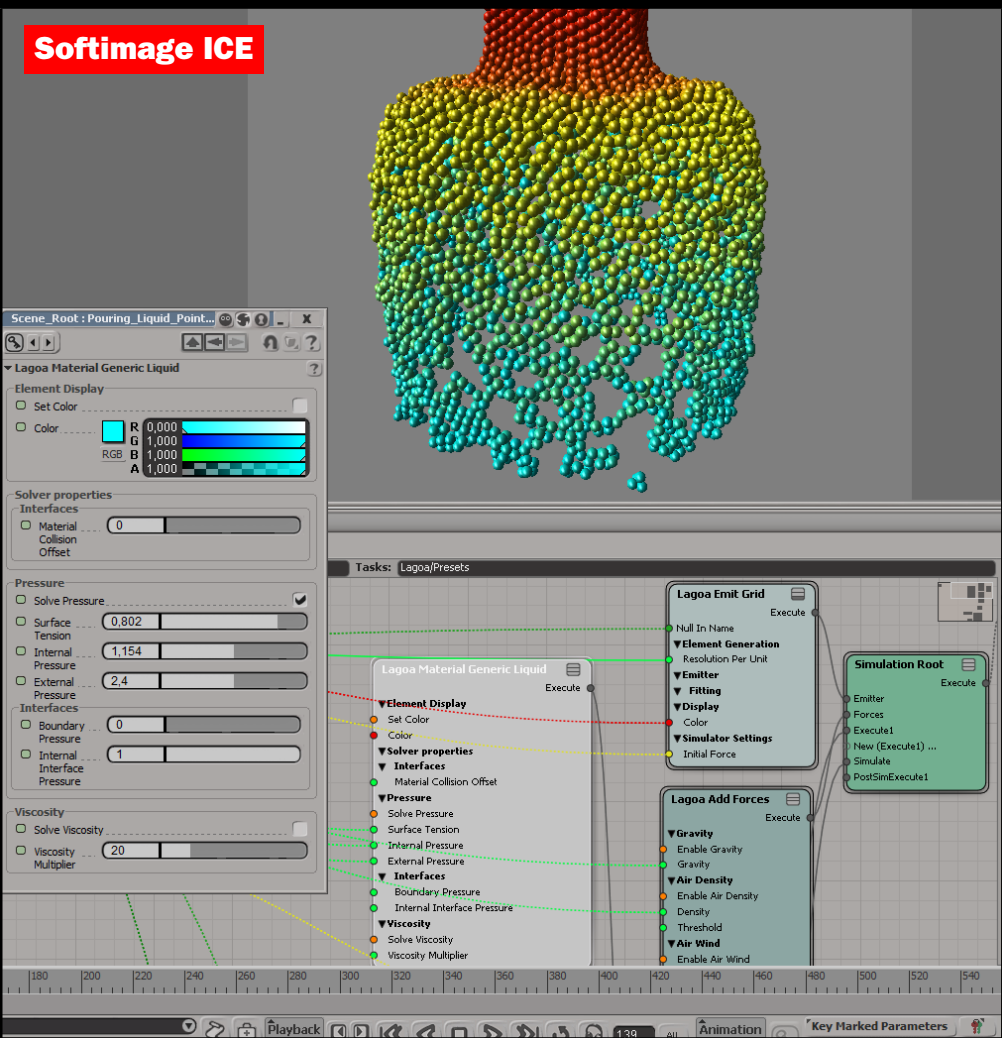 Softimage ICE
Scene_Root : Pouring_Liquid_Point...
X
Lagoa Material Generic Liquid
?
Element Display
Set Color
Color
R 0,000
G 1,000
RGB B 1,000
A 1,000
Solver properties
Interfaces
Material Collision Offset
0
Pressure
Solve Pressure
Surface Tension
0,802
Internal Pressure
1,154
External Pressure
2,4
Interfaces
Boundary Pressure
0
Internal Interface Pressure
1
Viscosity
Solve Viscosity
Viscosity Multiplier
20
Tasks: Lagoa/Presets
Lagoa Material Generic Liquid
Execute
Element Display
Set Color
Color
Solver properties
Interfaces
Material Collision Offset
Pressure
Solve Pressure
Surface Tension
Internal Pressure
External Pressure
Interfaces
Boundary Pressure
Internal Interface Pressure
Viscosity
Solve Viscosity
Viscosity Multiplier
Lagoa Emit Grid
Execute
Null In Name
Element Generation
Resolution Per Unit
Emitter
Fitting
Display
Color
Simulator Settings
Initial Force
Lagoa Add Forces
Execute
Gravity
Enable Gravity
Gravity
Air Density
Enable Air Density
Density
Threshold
Air Wind
Enable Air Wind
Simulation Root
Execute
Emitter
Forces
Execute1
New (Execute1) ...
Simulate
PostSimExecute1
180 200 220 240 260 280 300 320 340 360 380 400 420 440 460 480 500 520 540
Playback
139
All
Animation
Key Marked Parameters